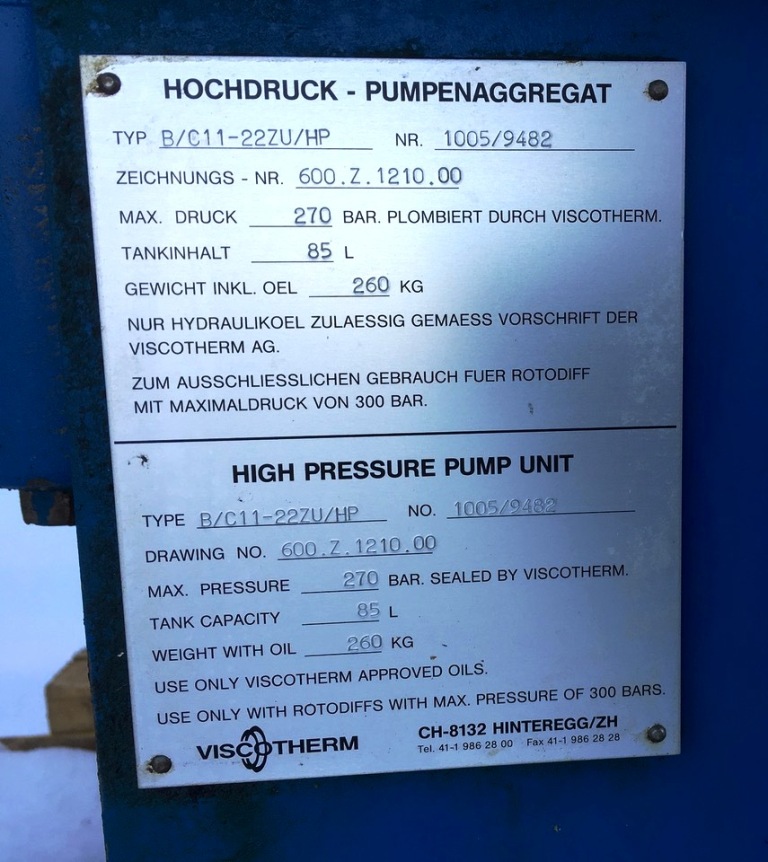 HOCHDRUCK - PUMPENAGGREGAT
TYP B/C11-22ZU/HP NR. 1005/9482
ZEICHNUNGS - NR. 600.Z.1210.00
MAX. DRUCK 270 BAR. PLOMBIERT DURCH VISCOTHERM.
TANKINHALT 85 L
GEWICHT INKL. OEL 260 KG
NUR HYDRAULIKOEL ZULAESSIG GEMAESS VORSCHRIFT DER
VISCOTHERM AG.
ZUM AUSSCHLIESSLICHEN GEBRAUCH FUER ROTODIFF
MIT MAXIMALDRUCK VON 300 BAR.
HIGH PRESSURE PUMP UNIT
TYPE B/C11-22ZU/HP NO. 1005/9482
DRAWING NO. 600.Z.1210.00
MAX. PRESSURE 270 BAR. SEALED BY VISCOTHERM.
TANK CAPACITY 85 L
WEIGHT WITH OIL 260 KG
USE ONLY VISCOTHERM APPROVED OILS.
USE ONLY WITH ROTODIFFS WITH MAX. PRESSURE OF 300 BARS.
VISCOTHERM CH-8132 HINTEREGG/ZH
Tel. 41-1 986 28 00 Fax 41-1 986 28 28